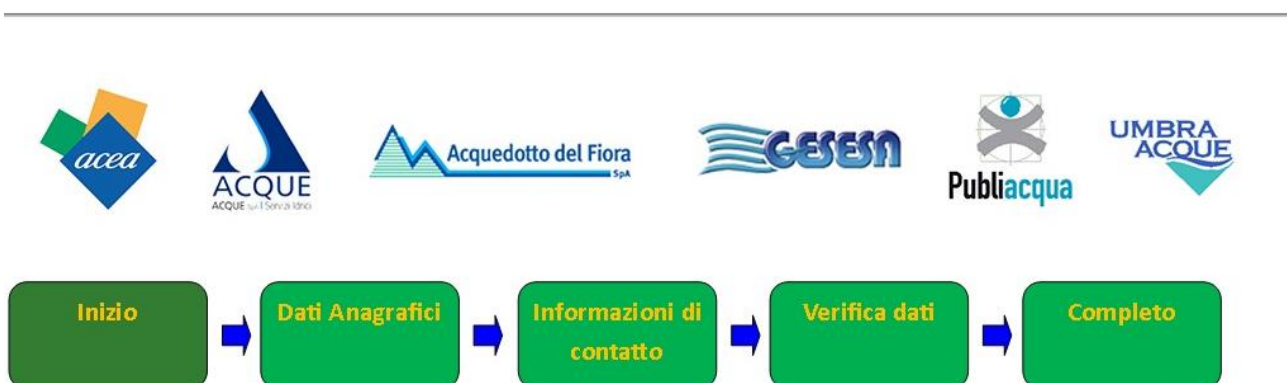 acea
ACQUE
ACQUE SpA | Servizi Idrici
Acquedotto del Fiora
SpA
GESESA
Publiacqua
UMBRA
ACQUE
Inizio
Dati Anagrafici
Informazioni di
contatto
Verifica dati
Completo